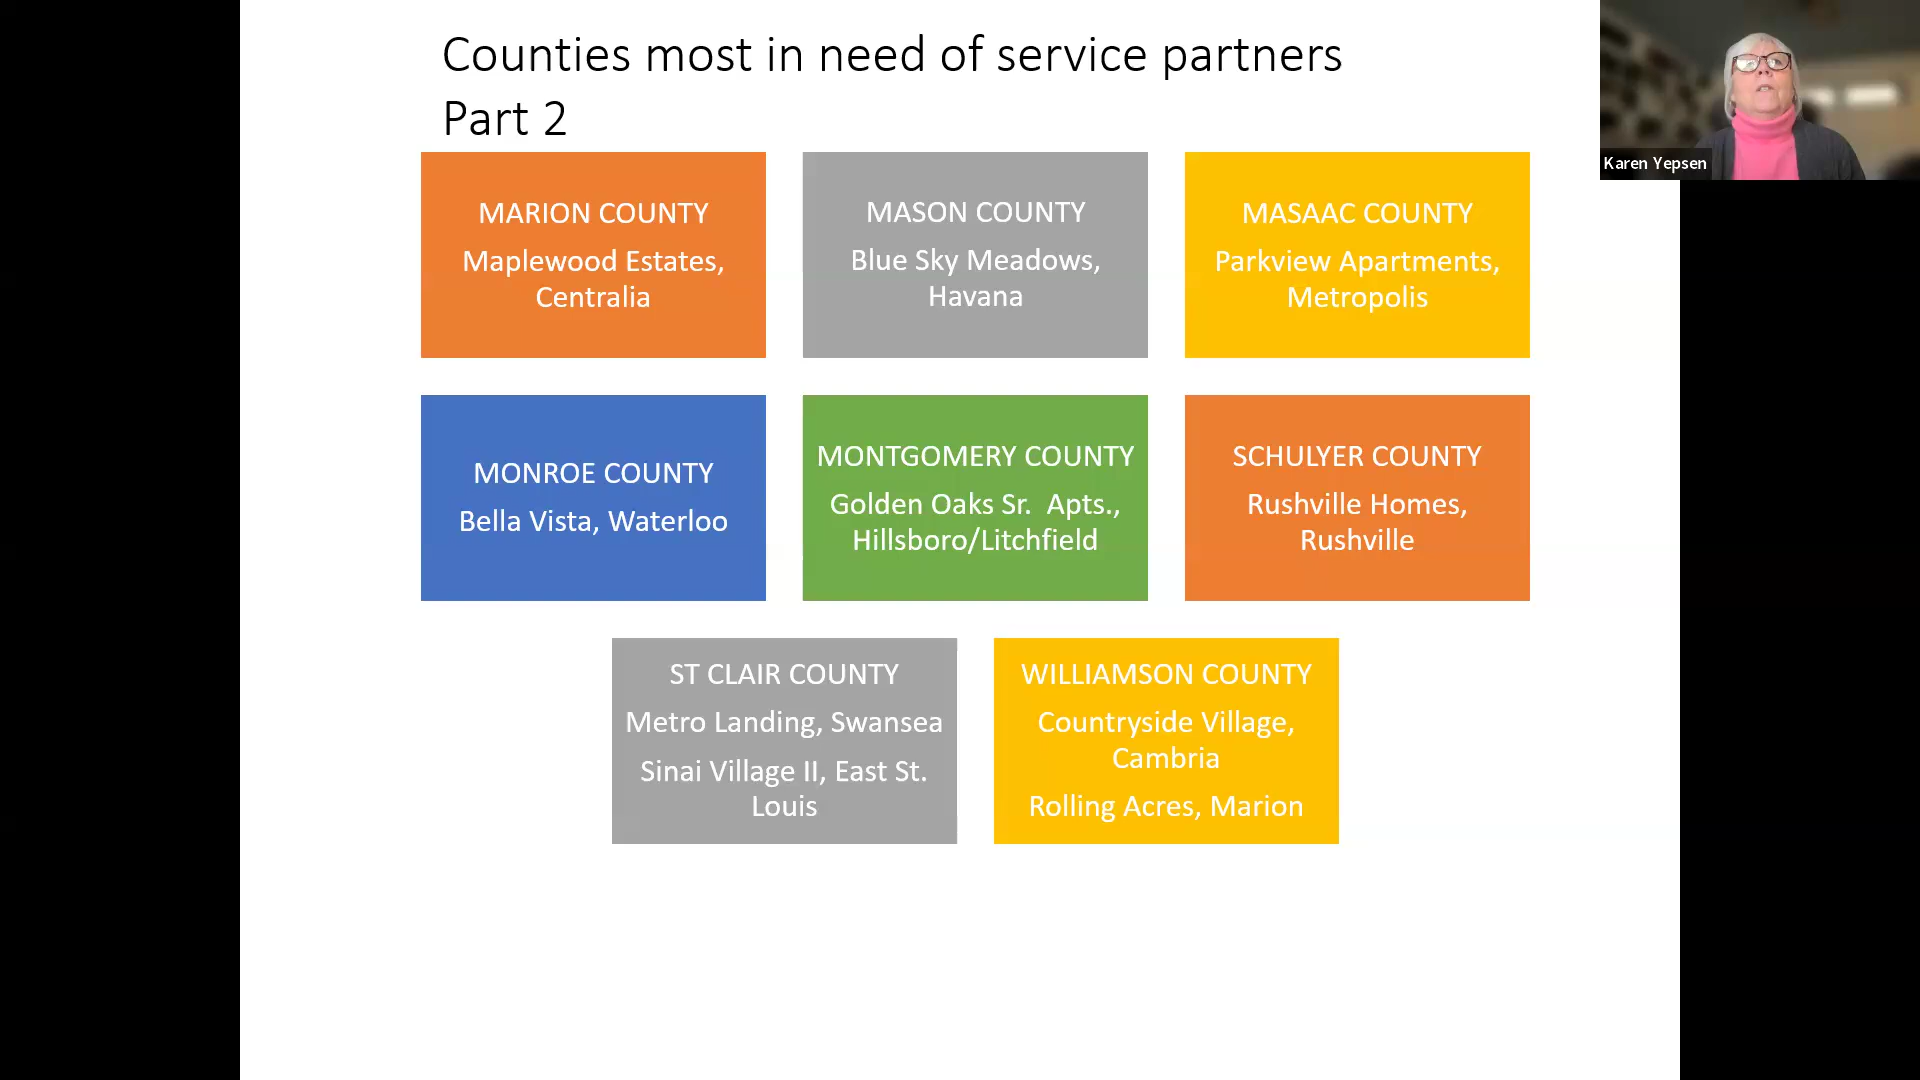 Counties most in need of service partners
Part 2
Karen Yepsen
MARION COUNTY
Maplewood Estates,
Centralia
MASON COUNTY
Blue Sky Meadows,
Havana
MASAAC COUNTY
Parkview Apartments,
Metropolis
MONROE COUNTY
Bella Vista, Waterloo
MONTGOMERY COUNTY
Golden Oaks Sr.  Apts.,
Hillsboro/Litchfield
SCHULYER COUNTY
Rushville Homes,
Rushville
ST CLAIR COUNTY
Metro Landing, Swansea
Sinai Village II, East St.
Louis
WILLIAMSON COUNTY
Countryside Village,
Cambria
Rolling Acres, Marion